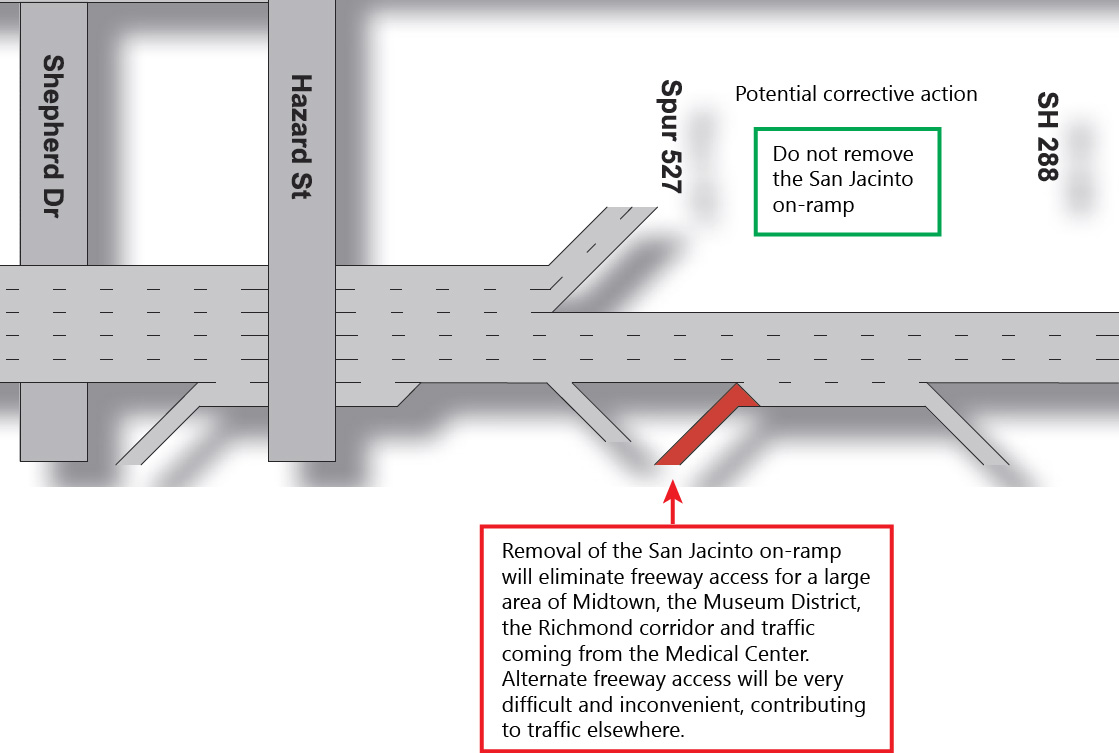 Shepherd Dr
Hazard St
Spur 527
Potential corrective action
Do not remove
the San Jacinto
on-ramp
SH 288
Removal of the San Jacinto on-ramp
will eliminate freeway access for a large
area of Midtown, the Museum District,
the Richmond corridor and traffic
coming from the Medical Center.
Alternate freeway access will be very
difficult and inconvenient, contributing
to traffic elsewhere.